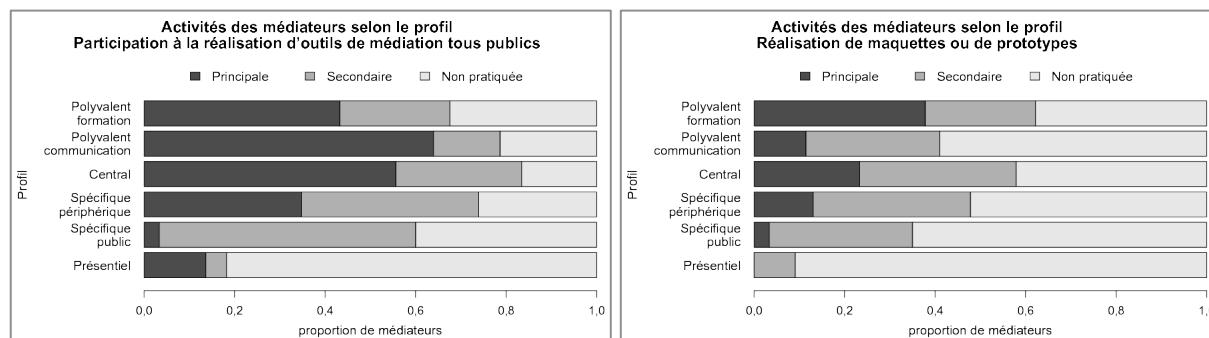 Activités des médiateurs selon le profil
Participation à la réalisation d'outils de médiation tous publics
Principale
Secondaire
Non pratiquée
Profil
Polyvalent
formation
Polyvalent
communication
Central
Spécifique
périphérique
Spécifique
public
Présentiel
0,0
0,2
0,4
0,6
0,8
1,0
proportion de médiateurs
Activités des médiateurs selon le profil
Réalisation de maquettes ou de prototypes
Principale
Secondaire
Non pratiquée
Profil
Polyvalent
formation
Polyvalent
communication
Central
Spécifique
périphérique
Spécifique
public
Présentiel
0,0
0,2
0,4
0,6
0,8
1,0
proportion de médiateurs